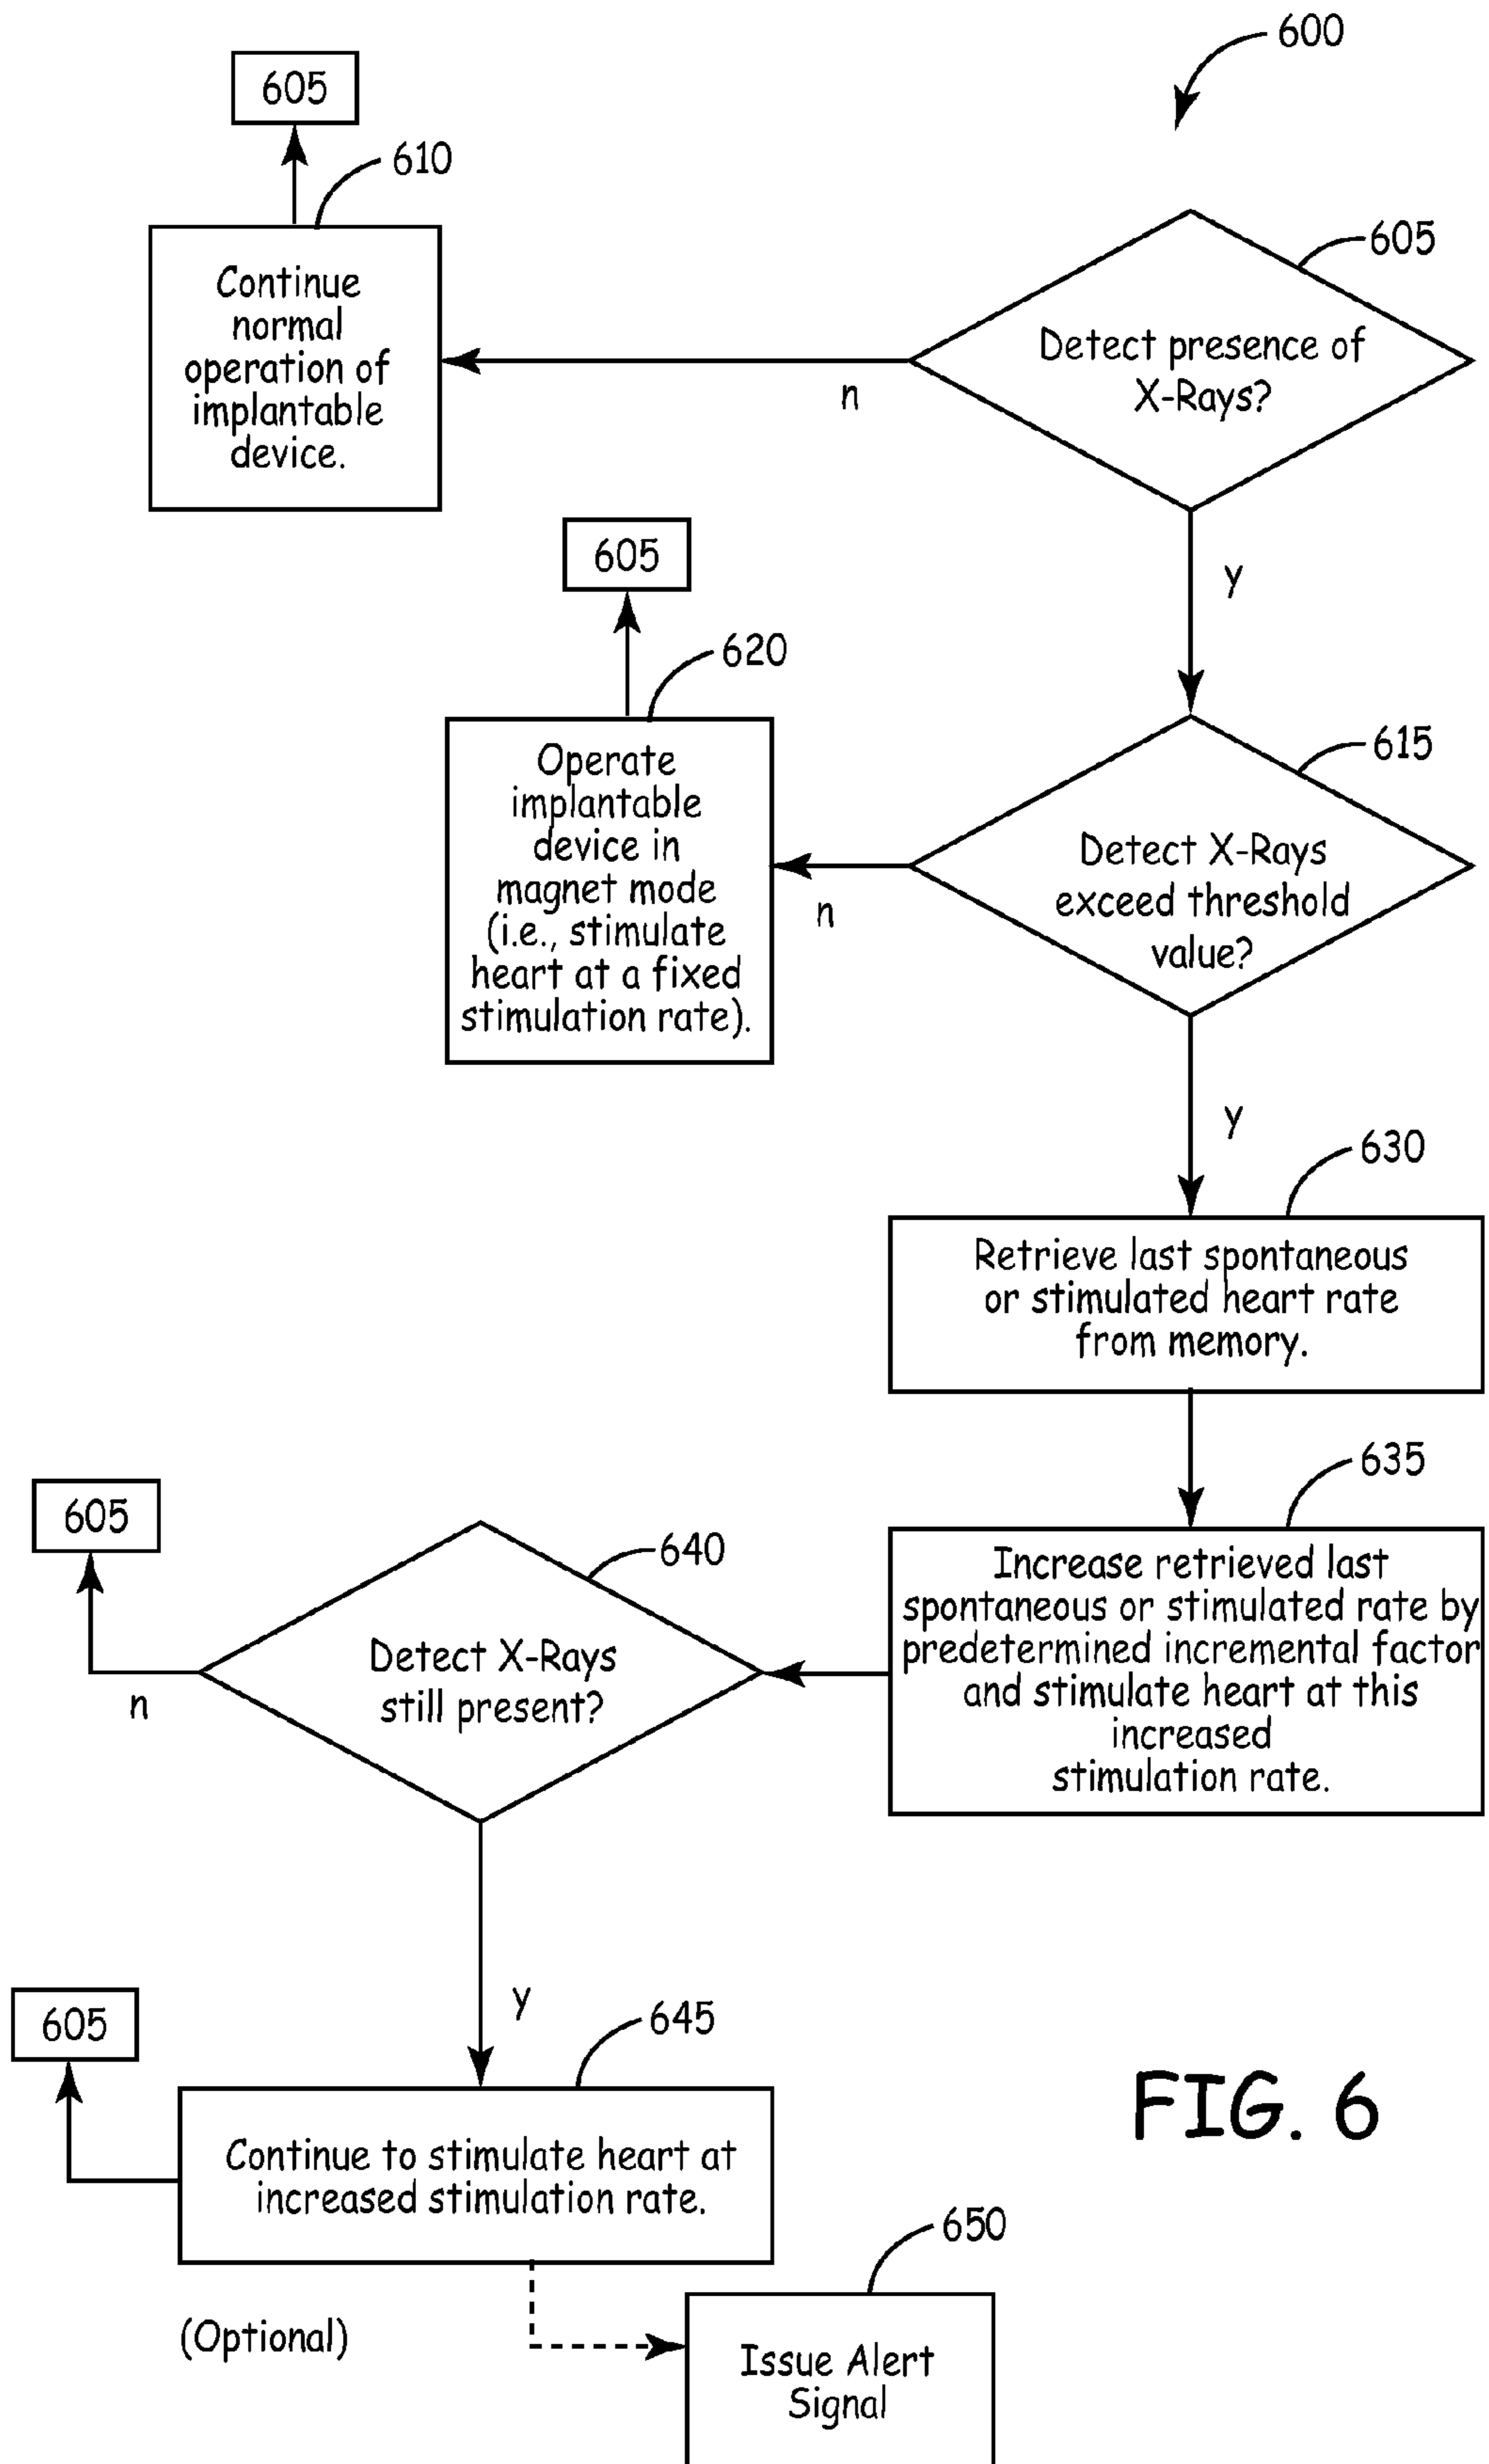 600
605
610
Continue
normal
operation of
implantable
device.
605
Detect presence of
X-Rays?
n
y
605
620
Operate
implantable
device in
magnet mode
(i.e., stimulate
heart at a fixed
stimulation rate).
615
Detect X-Rays
exceed threshold
value?
n
y
630
Retrieve last spontaneous
or stimulated heart rate
from memory.
635
Increase retrieved last
spontaneous or stimulated rate by
predetermined incremental factor
and stimulate heart at this
increased
stimulation rate.
605
640
Detect X-Rays
still present?
n
y
605
645
Continue to stimulate heart at
increased stimulation rate.
FIG. 6
650
(Optional)
Issue Alert
Signal